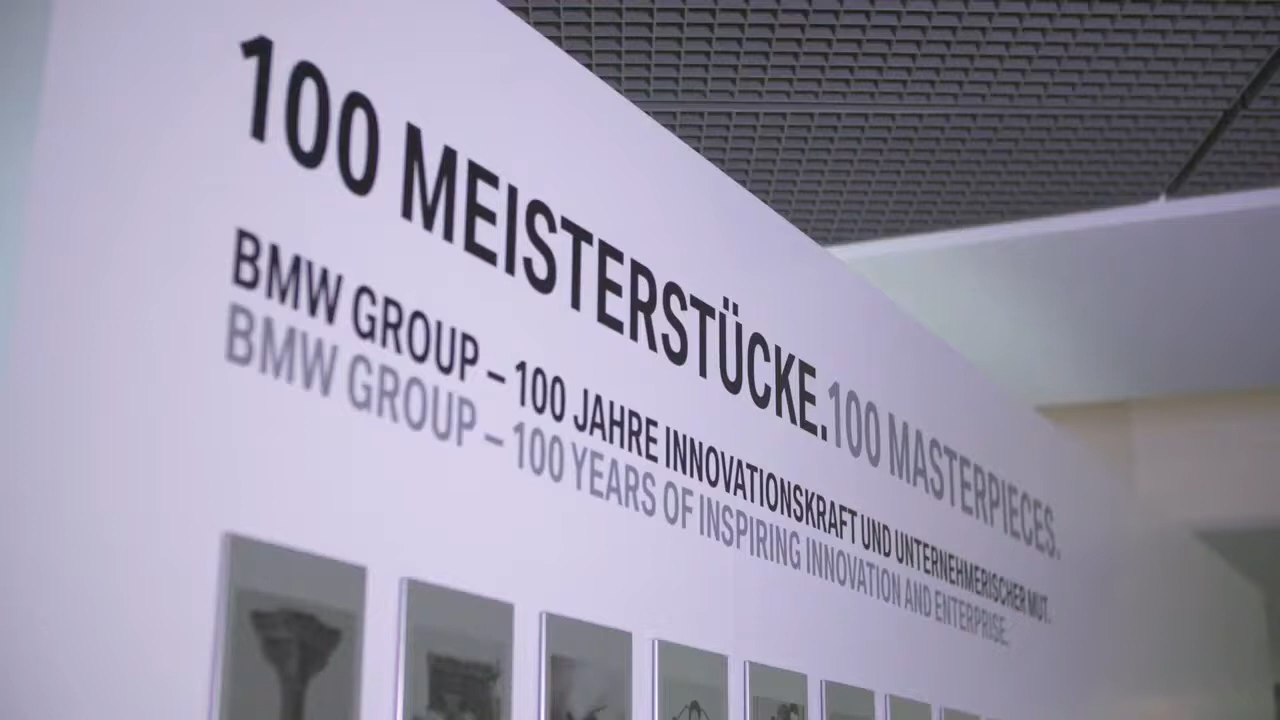 100 MEISTERSTÜCKE. 100 MASTERPIECES.
BMW GROUP – 100 JAHRE INNOVATIONSKRAFT UND UNTERNEHMERISCHER MUT.
BMW GROUP – 100 YEARS OF INSPIRING INNOVATION AND ENTERPRISE.